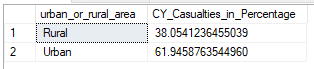 urban_or_rural_area CY_Casualties_in_Percentage
1 Rural 38.0541236455039
2 Urban 61.9458763544960